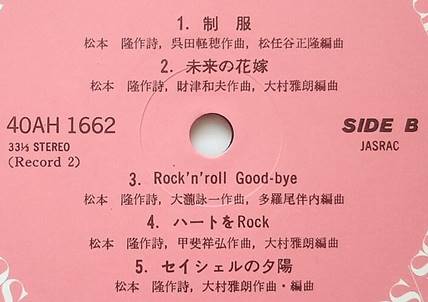 1. 制 服
松本 隆作詩, 呉田軽穂作曲, 松任谷正隆編曲
2. 未来の花嫁
松本 隆作詩, 財津和夫作曲, 大村雅朗編曲
40AH 1662
SIDE B
33⅓ STEREO
JASRAC
(Record 2)
3. Rock'n'roll Good-bye
松本 隆作詩, 大瀧詠一作曲, 多羅尾伴内編曲
4. ハートをRock
松本 隆作詩, 甲斐祥弘作曲, 大村雅朗編曲
5. セイシェルの夕陽
松本 隆作詩, 大村雅朗作曲・編曲